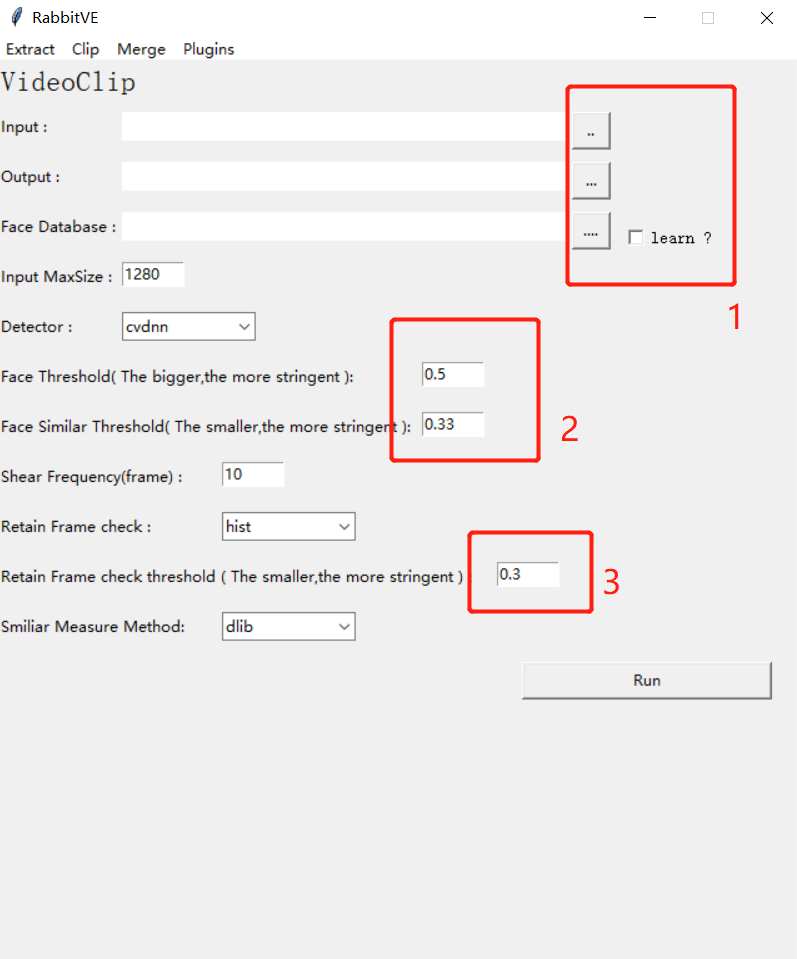 RabbitVE
Extract Clip Merge Plugins
VideoClip
Input : ..
Output : ...
Face Database : .... learn ?
Input MaxSize : 1280
1
Detector : cvdnn
Face Threshold( The bigger,the more stringent ): 0.5
Face Similar Threshold( The smaller,the more stringent ): 0.33
2
Shear Frequency(frame) : 10
Retain Frame check : hist
Retain Frame check threshold ( The smaller,the more stringent ) 0.3
3
Smiliar Measure Method: dlib
Run